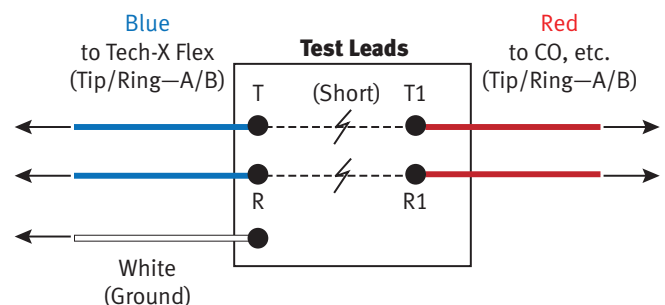 Blue
to Tech-X Flex
(Tip/Ring—A/B)
Test Leads
Red
to CO, etc.
(Tip/Ring—A/B)
T
(Short)
T1
R
R1
White
(Ground)